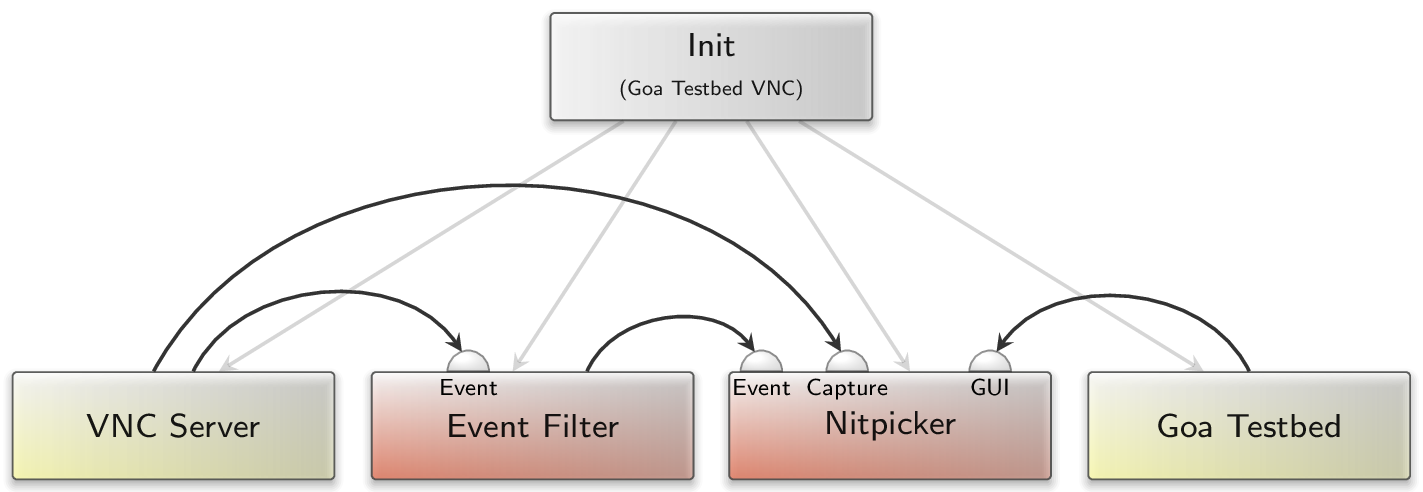 Init
(Goa Testbed VNC)
Event
Event
Capture
GUI
VNC Server
Event Filter
Nitpicker
Goa Testbed